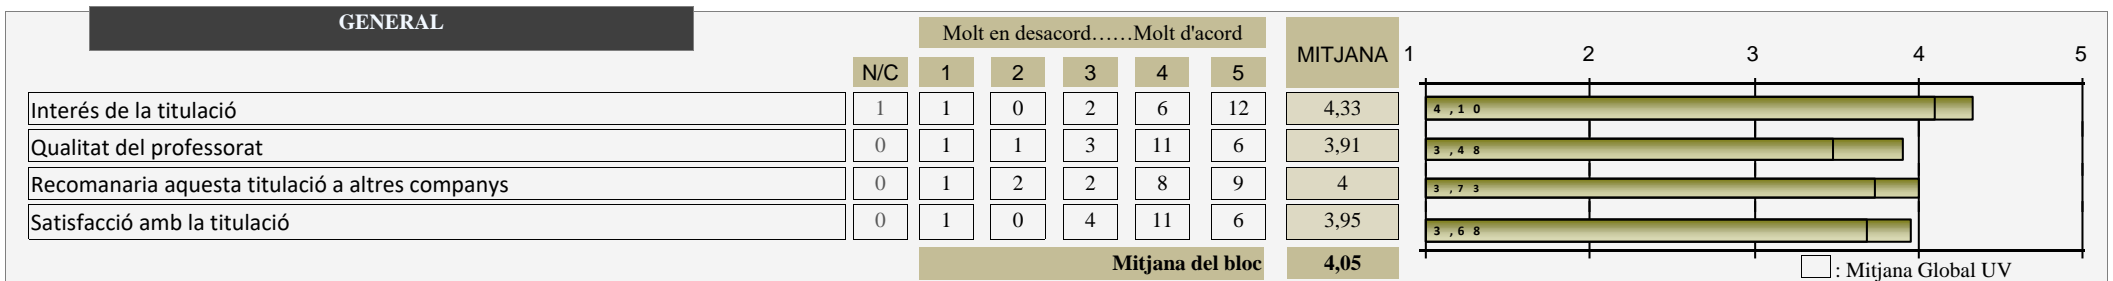 GENERAL
Molt en desacord……Molt d'acord
MITJANA
1 2 3 4 5
N/C 1 2 3 4 5
Interés de la titulació 1 1 0 2 6 12 4,33 4,10
Qualitat del professorat 0 1 1 3 11 6 3,91 3,48
Recomanaria aquesta titulació a altres companys 0 1 2 2 8 9 4 3,73
Satisfacció amb la titulació 0 1 0 4 11 6 3,95 3,68
Mitjana del bloc 4,05
: Mitjana Global UV